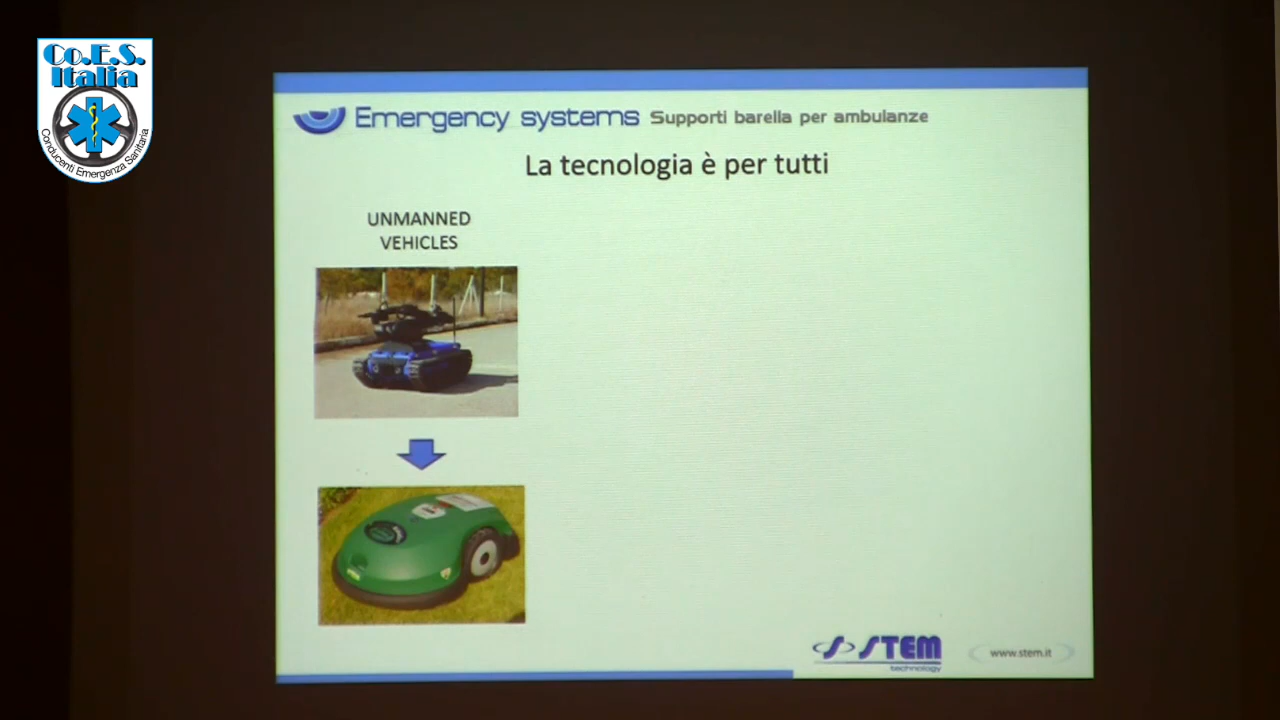 Co.E.S.
Italia
Conducenti Emergenza Sanitaria
Emergency systems Supporti barella per ambulanze
La tecnologia è per tutti
UNMANNED
VEHICLES
STEM
technology
www.stem.it